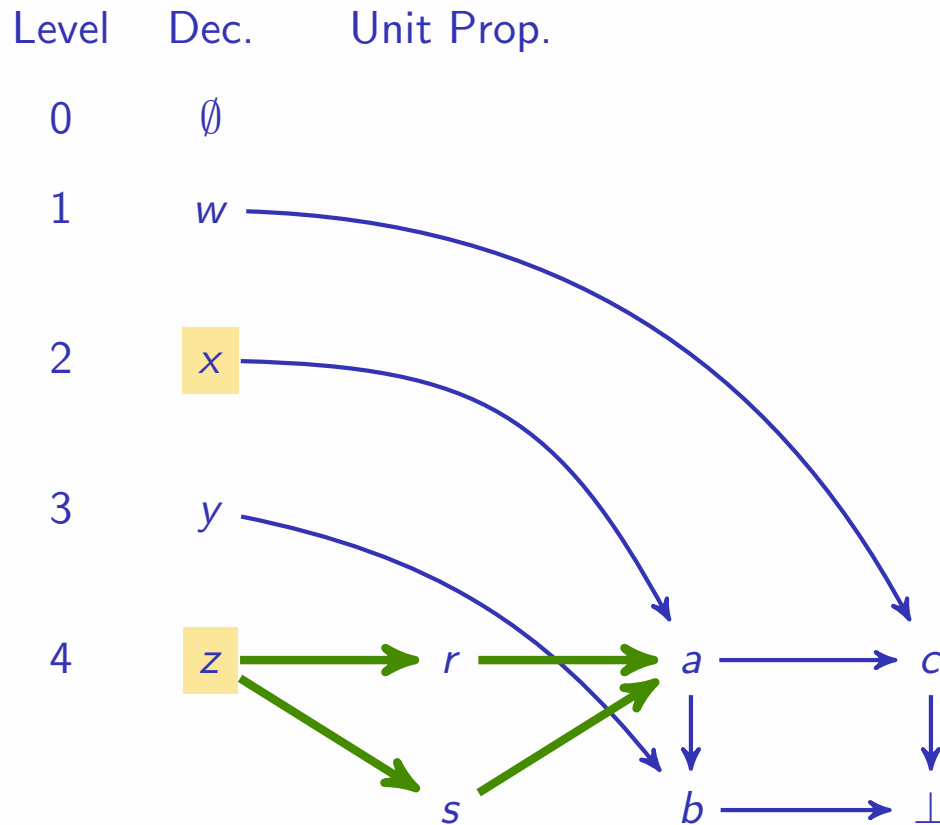 Level Dec. Unit Prop.
0 ∅
1 w
2 x
3 y
4 z r a c
s b ⊥